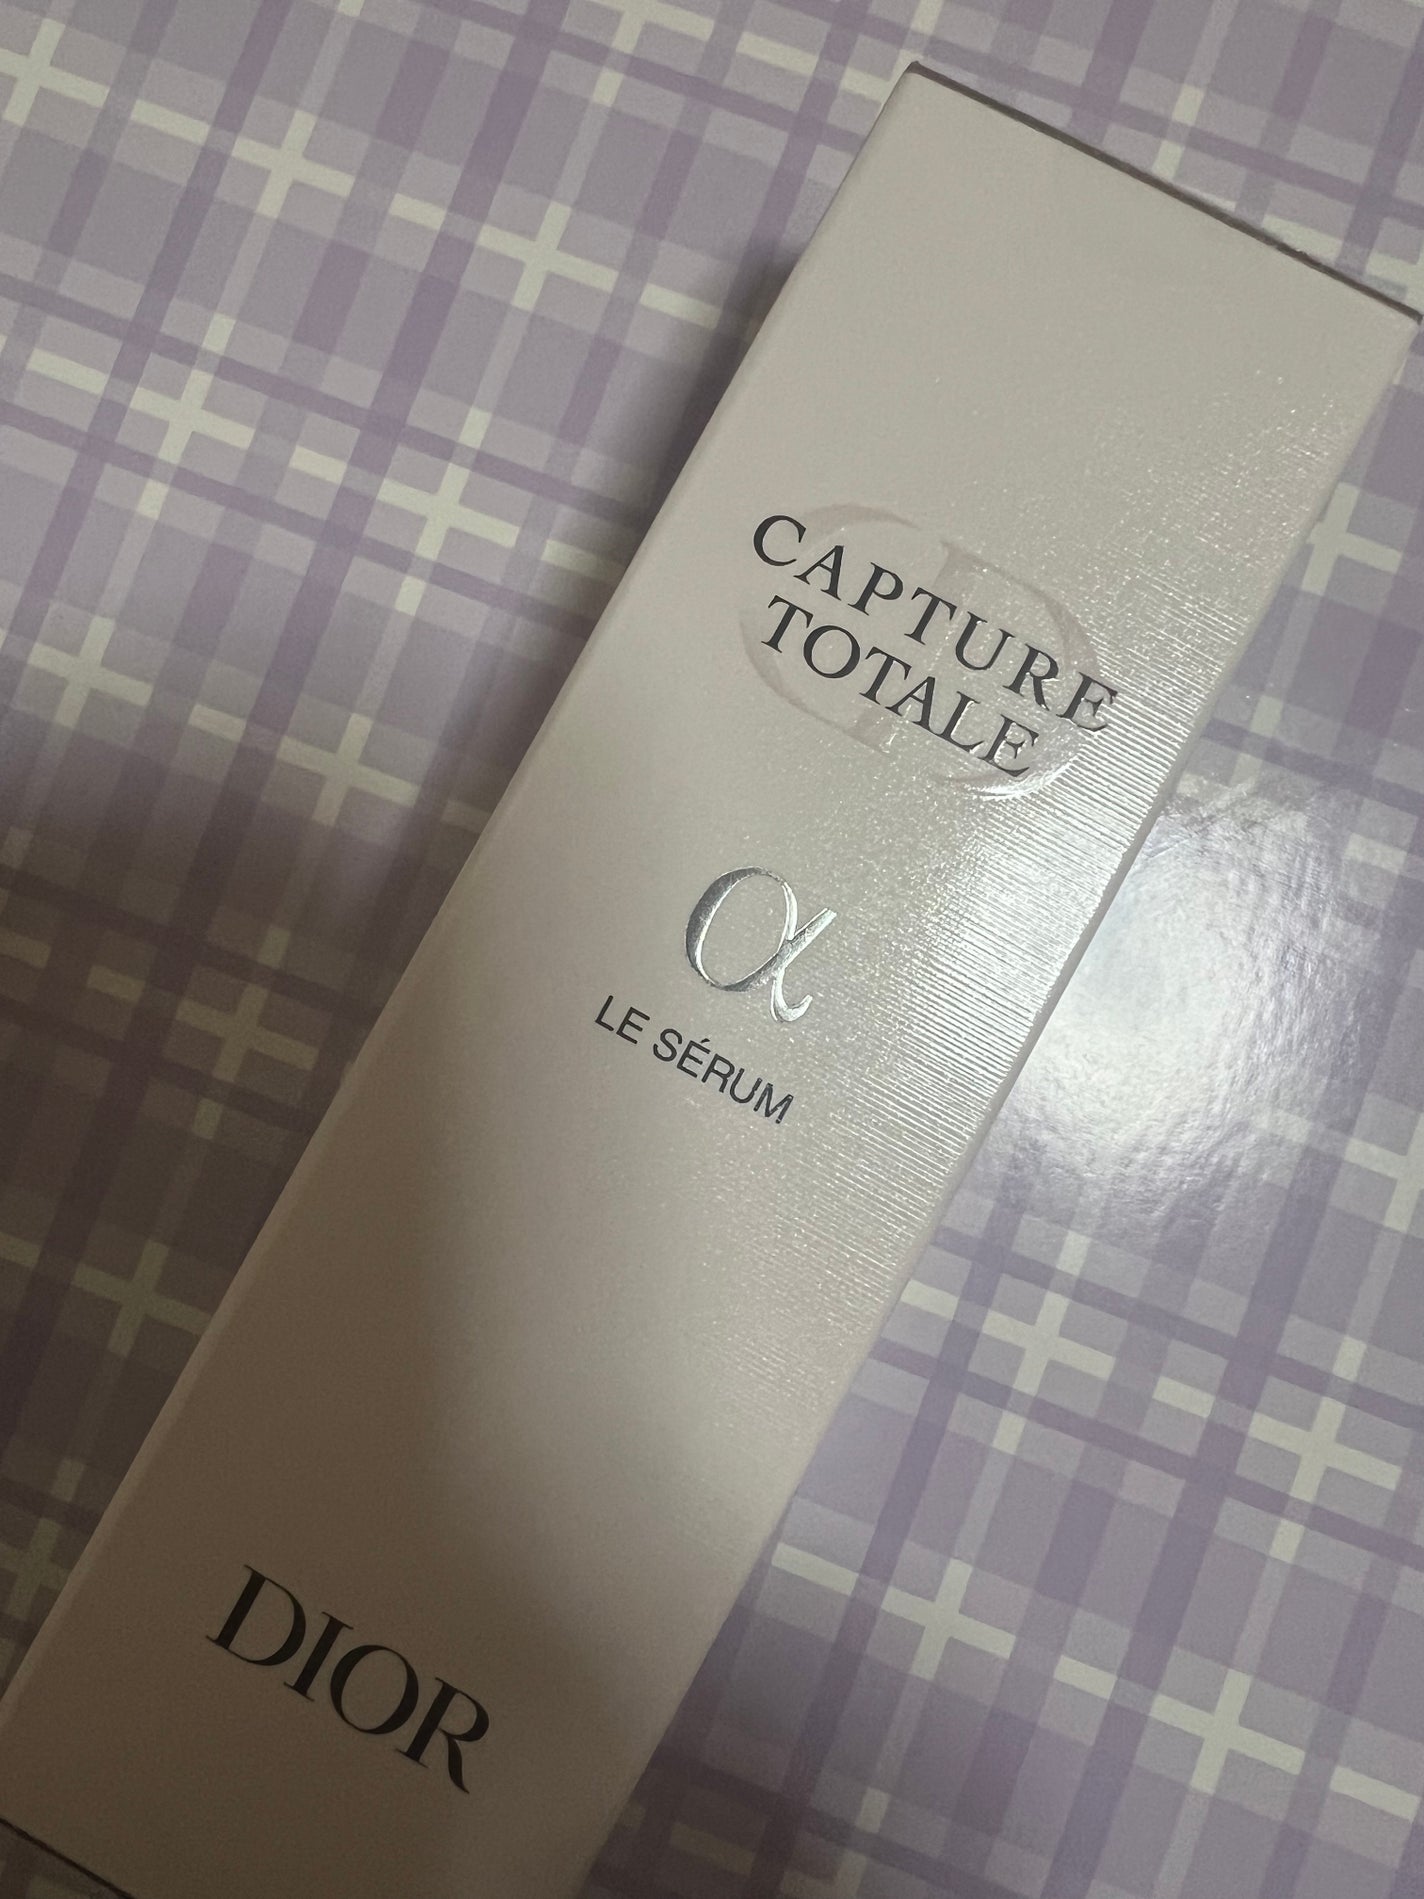 CAPTURE
TOTALE
α
LE SÉRUM
DIOR